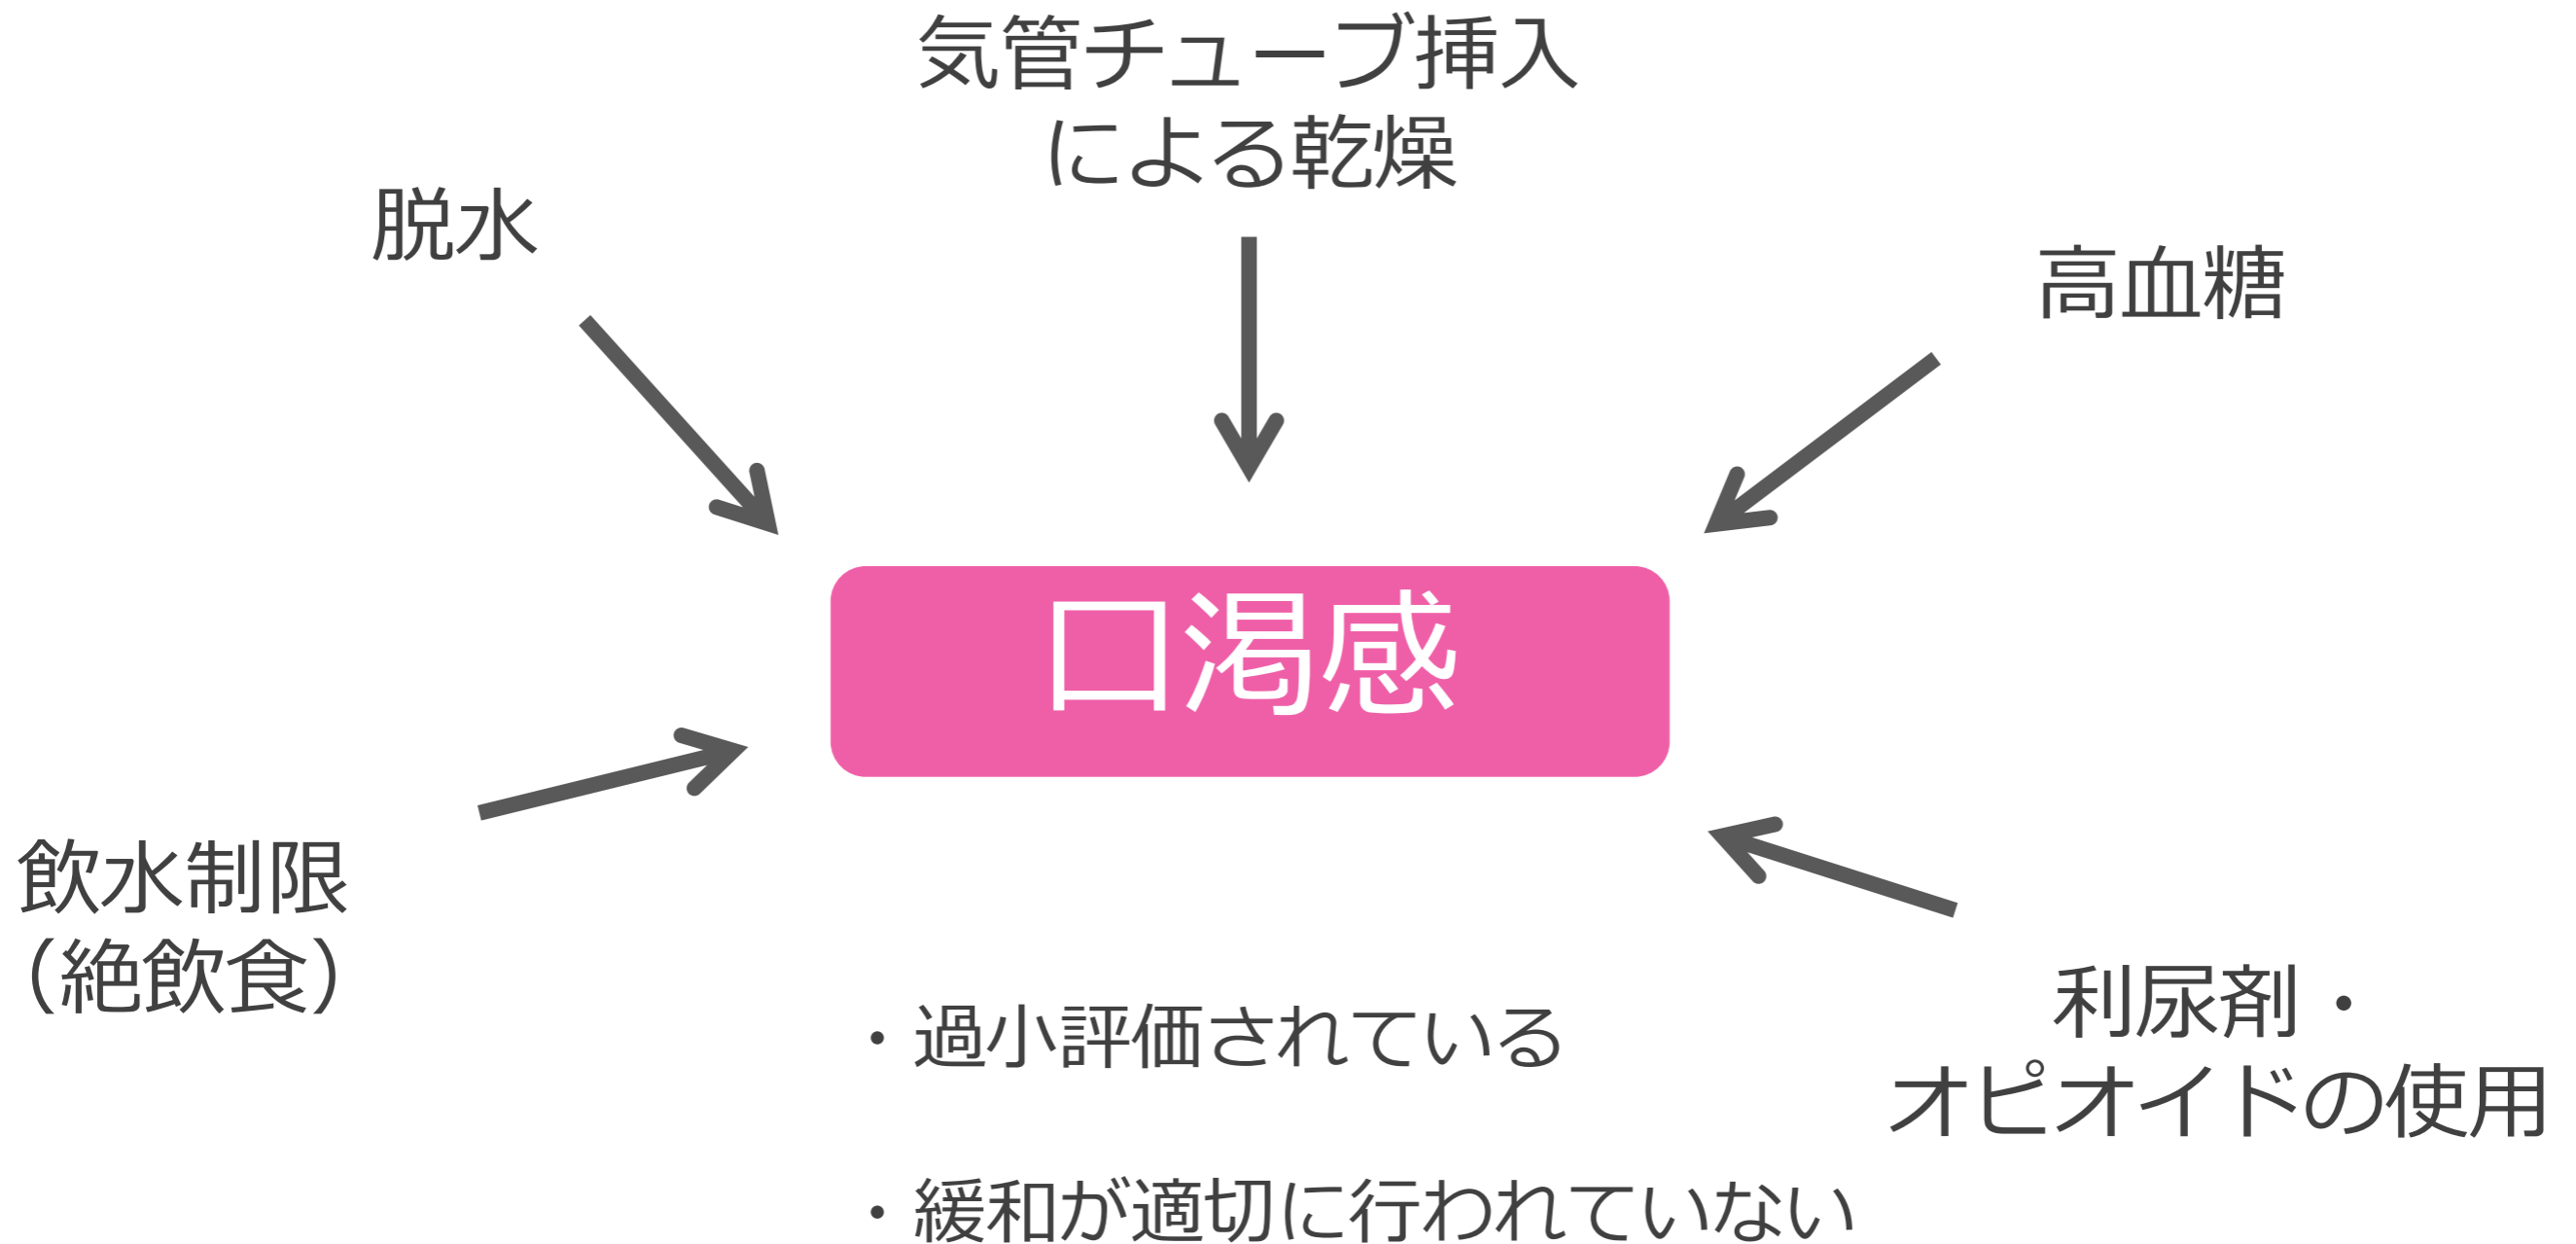 気管チューブ挿入
による乾燥
脱水
高血糖
口渇感
飲水制限
（絶飲食）
利尿剤・
オピオイドの使用
・過小評価されている
・緩和が適切に行われていない